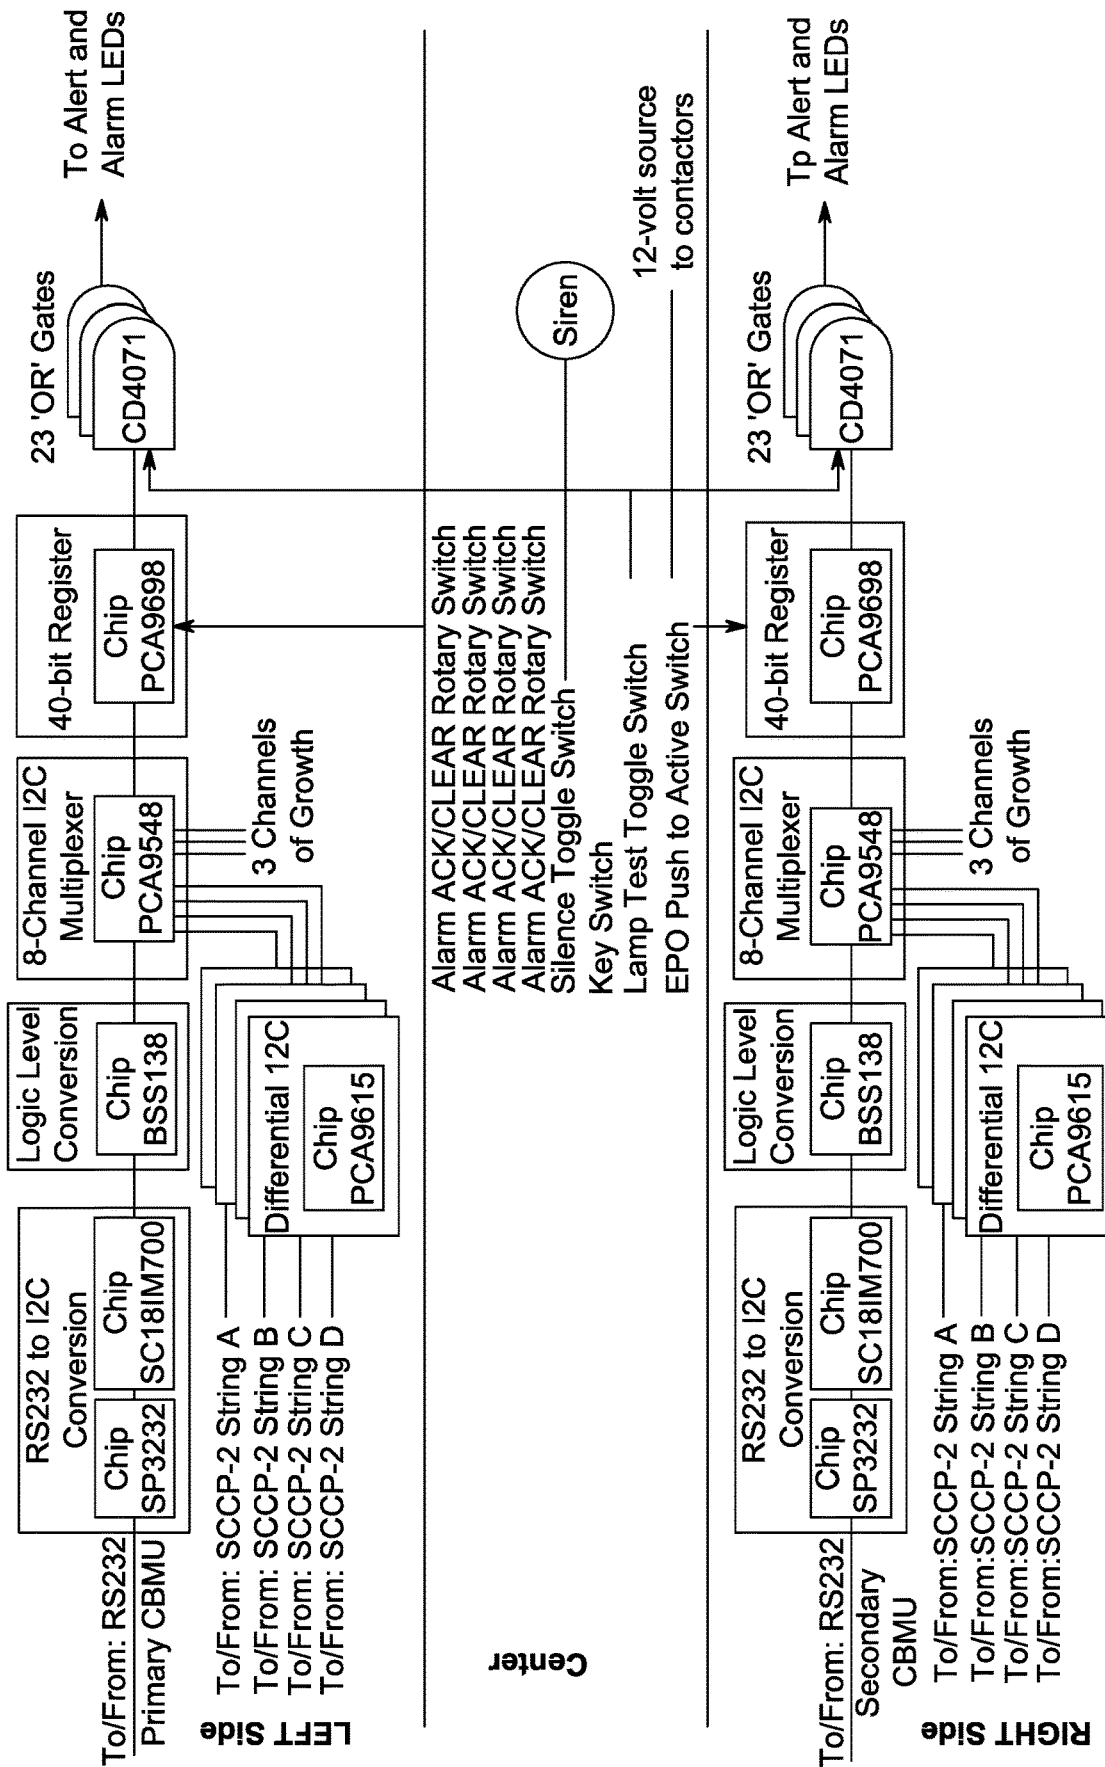 To/From: RS232
Primary CBMU
RS232 to I2C
Conversion
Chip
SP3232
Chip
SC18IM700
Logic Level
Conversion
Chip
BSS138
8-Channel I2C
Multiplexer
Chip
PCA9548
3 Channels
of Growth
40-bit Register
Chip
PCA9698
23 'OR' Gates
CD4071
To Alert and
Alarm LEDs
To/From: SCCP-2 String A
To/From: SCCP-2 String B
To/From: SCCP-2 String C
To/From: SCCP-2 String D
Differential 12C
Chip
PCA9615
LEFT Side
Center
Alarm ACK/CLEAR Rotary Switch
Alarm ACK/CLEAR Rotary Switch
Alarm ACK/CLEAR Rotary Switch
Alarm ACK/CLEAR Rotary Switch
Silence Toggle Switch
Key Switch
Lamp Test Toggle Switch
EPO Push to Active Switch
Siren
12-volt source
to contactors
To/From: RS232
Secondary
CBMU
RS232 to I2C
Conversion
Chip
SP3232
Chip
SC18IM700
Logic Level
Conversion
Chip
BSS138
8-Channel I2C
Multiplexer
Chip
PCA9548
3 Channels
of Growth
40-bit Register
Chip
PCA9698
23 'OR' Gates
CD4071
Tp Alert and
Alarm LEDs
To/From:SCCP-2 String A
To/From:SCCP-2 String B
To/From:SCCP-2 String C
To/From:SCCP-2 String D
Differential 12C
Chip
PCA9615
RIGHT Side